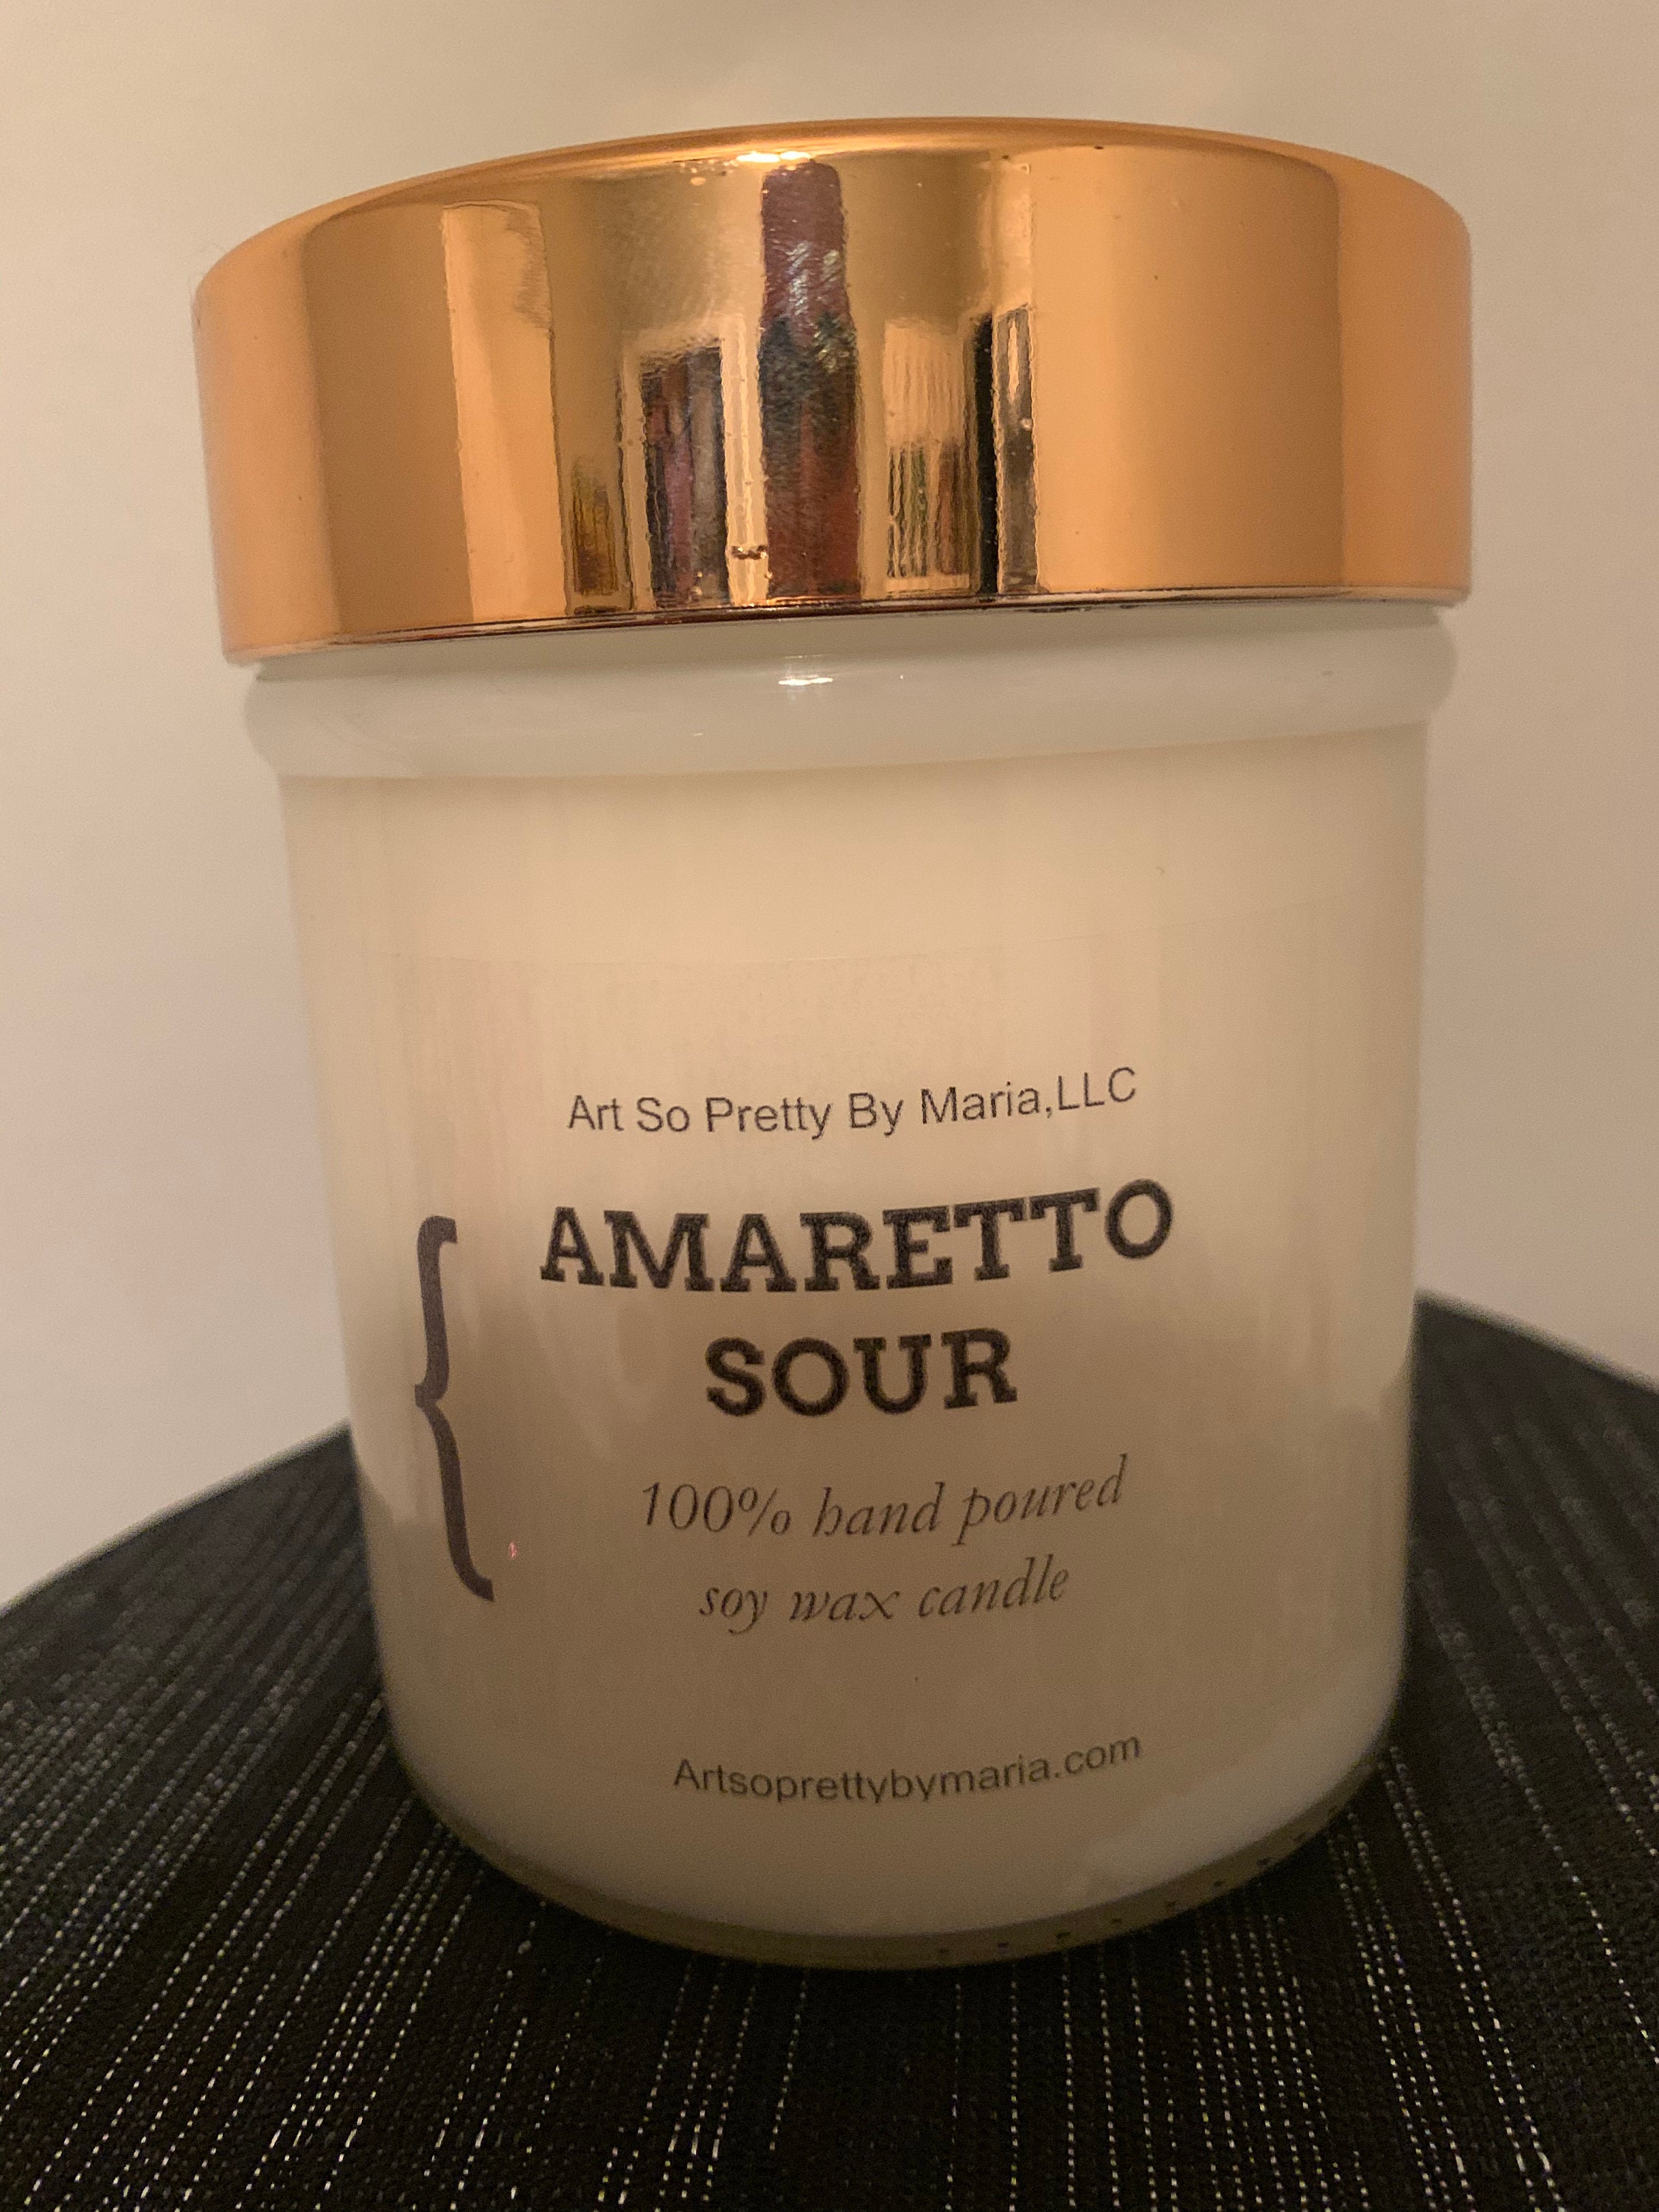 Art So Pretty By Maria,LLC
AMARETTO
SOUR
{
100% hand poured
soy wax candle
Artsoprettybymaria.com